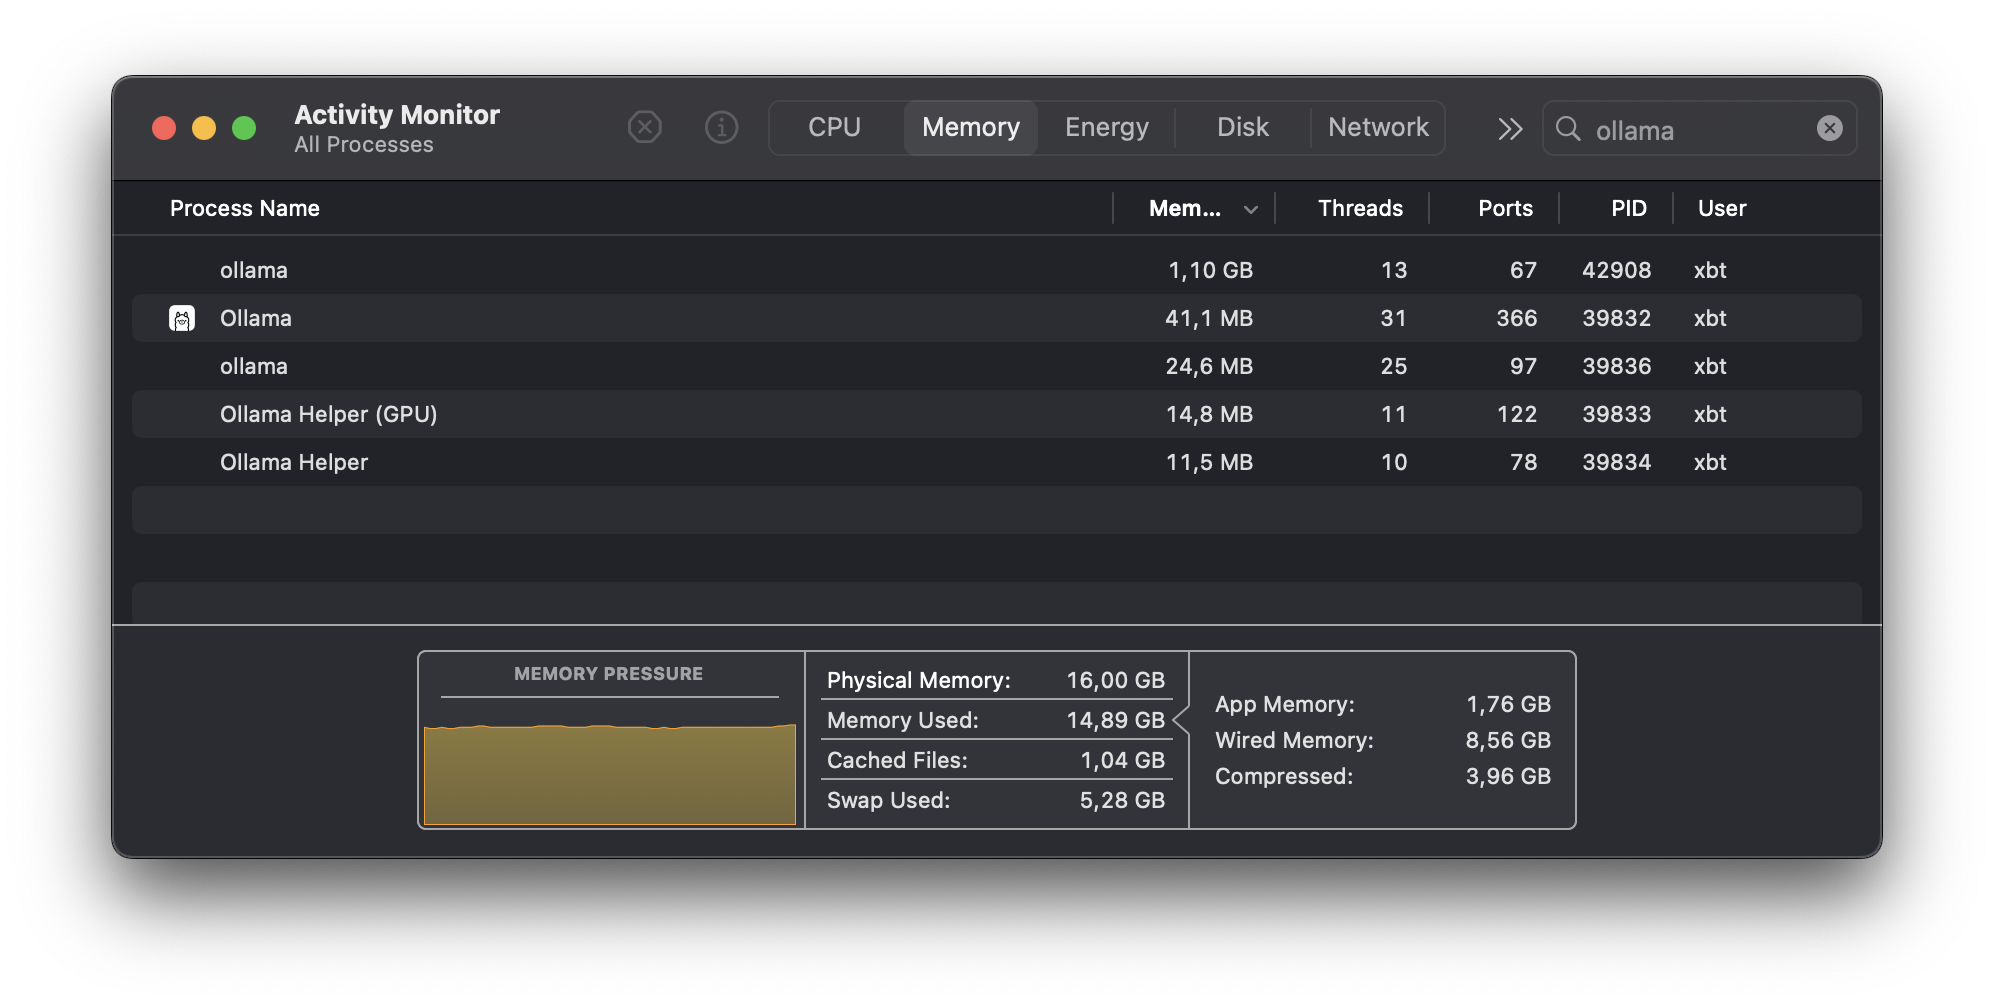 Activity Monitor
All Processes
CPU Memory Energy Disk Network
ollama
Process Name Mem... Threads Ports PID User
ollama 1,10 GB 13 67 42908 xbt
Ollama 41,1 MB 31 366 39832 xbt
ollama 24,6 MB 25 97 39836 xbt
Ollama Helper (GPU) 14,8 MB 11 122 39833 xbt
Ollama Helper 11,5 MB 10 78 39834 xbt
MEMORY PRESSURE
Physical Memory: 16,00 GB
Memory Used: 14,89 GB
Cached Files: 1,04 GB
Swap Used: 5,28 GB
App Memory: 1,76 GB
Wired Memory: 8,56 GB
Compressed: 3,96 GB